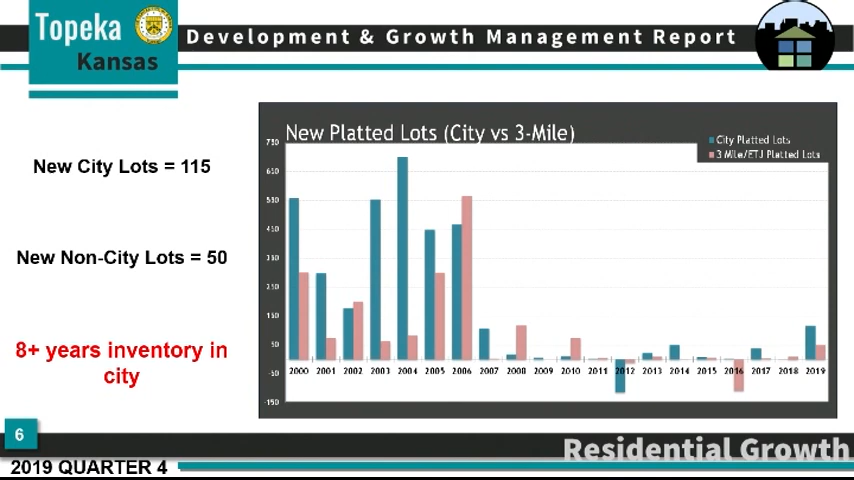 Topeka
Kansas
Development & Growth Management Report
New City Lots = 115
New Non-City Lots = 50
8+ years inventory in
city
New Platted Lots (City vs 3-Mile)
City Platted Lots
3 Mile/ETJ Platted Lots
750
650
550
450
350
250
150
50
-50
-150
2000 2001 2002 2003 2004 2005 2006 2007 2008 2009 2010 2011 2012 2013 2014 2015 2016 2017 2018 2019
6
Residential Growth
2019 QUARTER 4